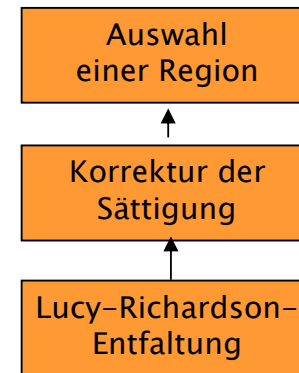 Auswahl
einer Region
Korrektur der
Sättigung
Lucy-Richardson-
Entfaltung